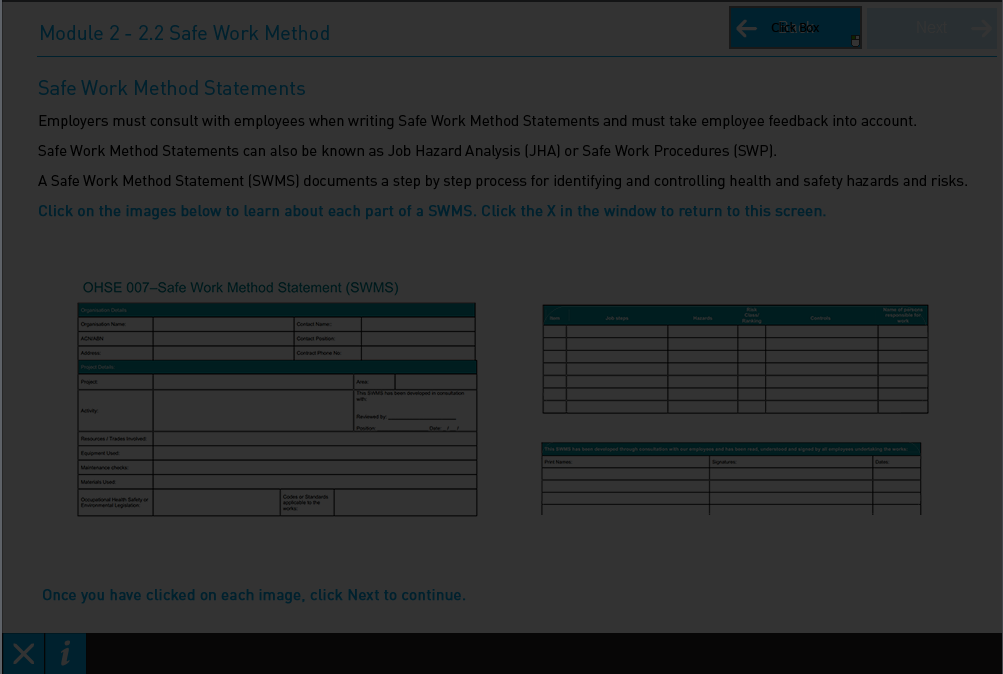 Module 2 - 2.2 Safe Work Method
Click Box
Next
Safe Work Method Statements
Employers must consult with employees when writing Safe Work Method Statements and must take employee feedback into account.
Safe Work Method Statements can also be known as Job Hazard Analysis (JHA) or Safe Work Procedures (SWP).
A Safe Work Method Statement (SWMS) documents a step by step process for identifying and controlling health and safety hazards and risks.
Click on the images below to learn about each part of a SWMS. Click the X in the window to return to this screen.
OHSE 007–Safe Work Method Statement (SWMS)
Organisation Details
Organisation Name: Contact Name:
ACN/ABN: Contact Position:
Address: Contact Phone No:
Project Details
Project: Area:
Activity: This SWMS has been developed in consultation
with:
Reviewed by:
Position: Date: / /
Resources / Trades Involved:
Equipment Used:
Maintenance checks:
Materials Used:
Occupational Health Safety or
Environmental Legislation:
Codes or Standards
applicable to the
works:
Item Job steps Hazards
Risk
Class/
Ranking
Controls
Name of persons
responsible for
work
This SWMS has been developed through consultation with our employees and has been read, understood and signed by all employees undertaking the works:
Print Names: Signatures: Dates:
Once you have clicked on each image, click Next to continue.